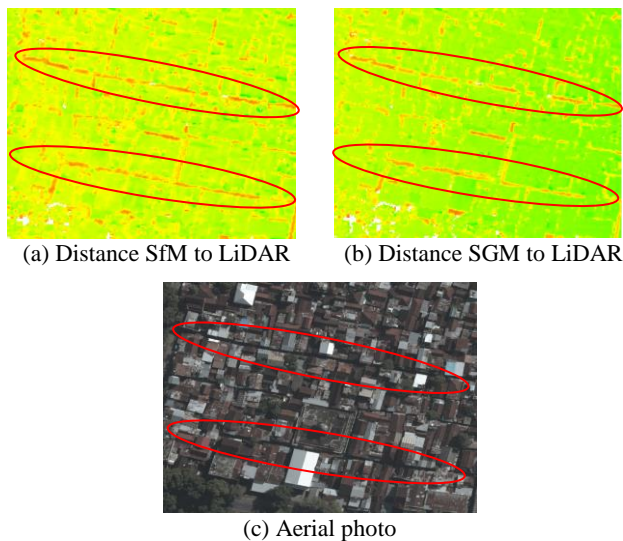 (a) Distance SfM to LiDAR
(b) Distance SGM to LiDAR
(c) Aerial photo